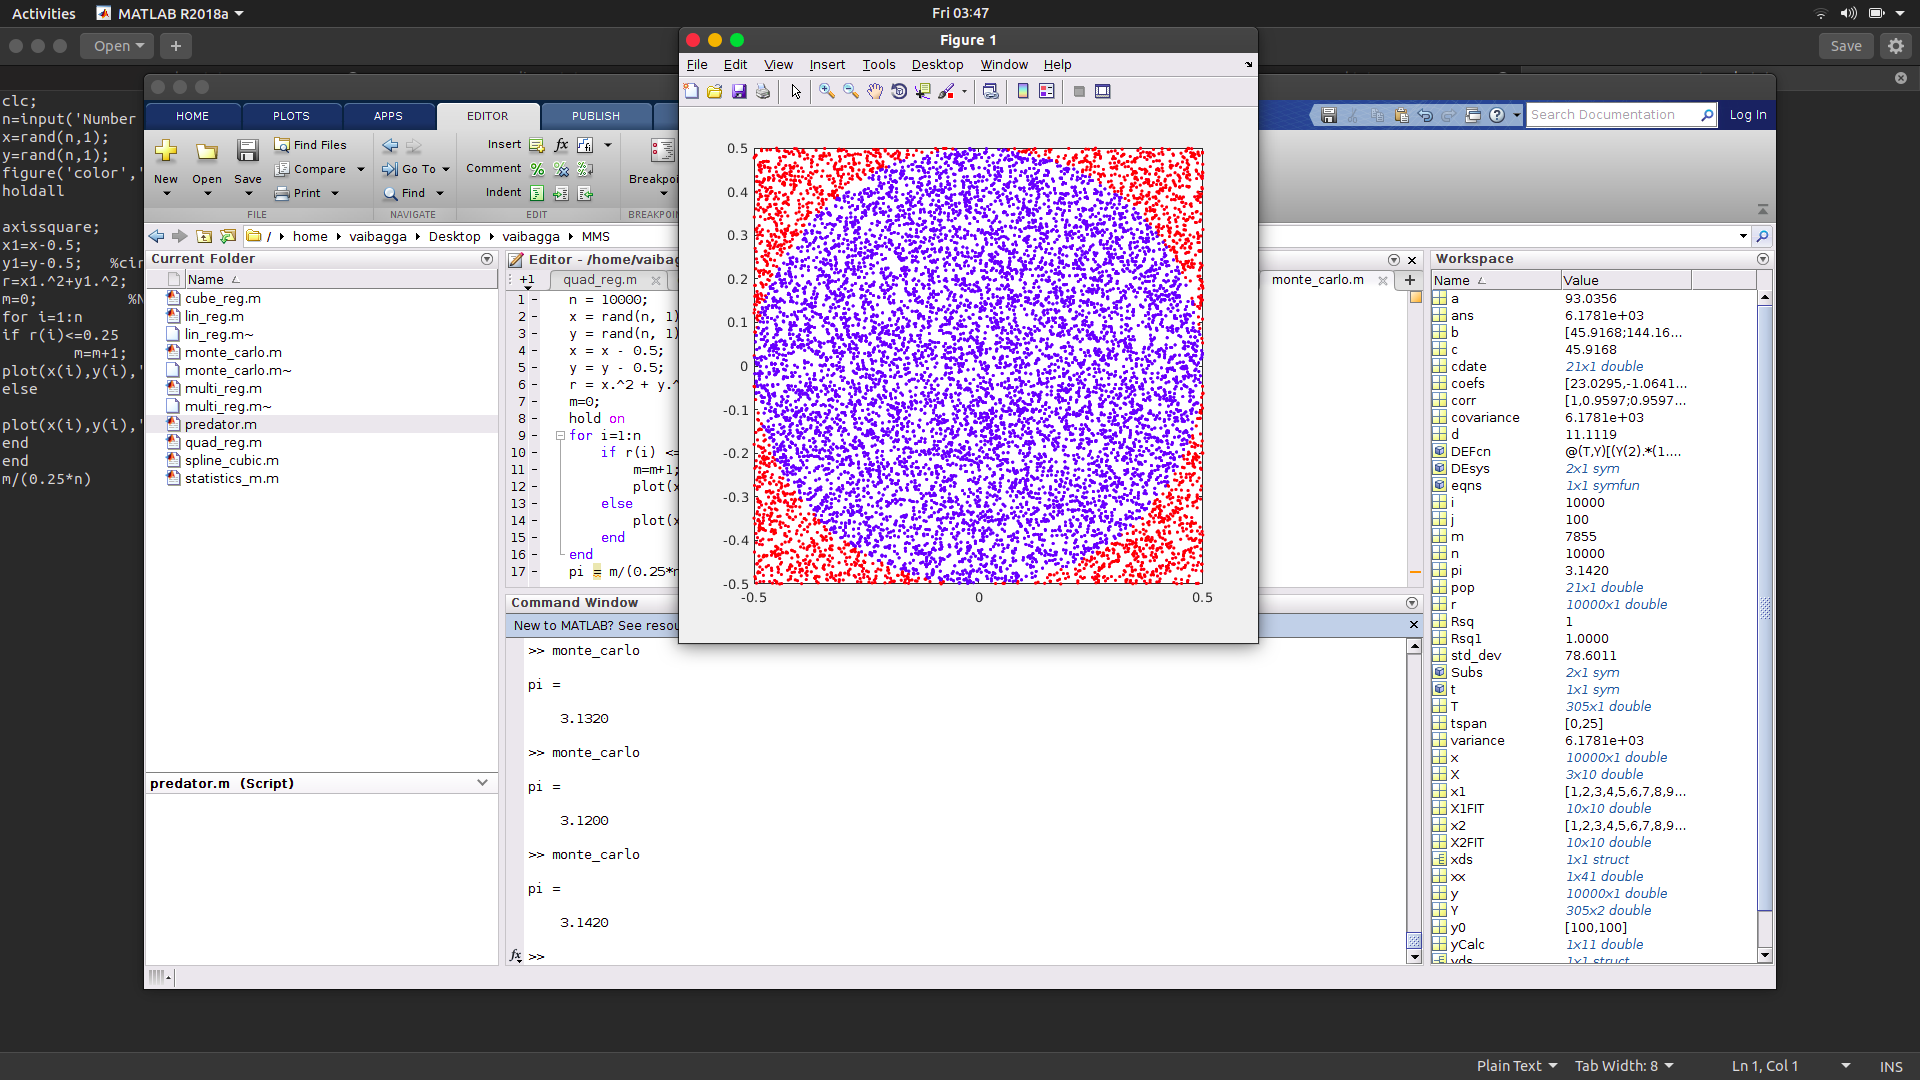 Activities MATLAB R2018a Fri 03:47
Open + Save
clc;
n=input('Number
x=rand(n,1);
y=rand(n,1);
figure('color','
holdall
axissquare;
x1=x-0.5;
y1=y-0.5; %cir
r=x1.^2+y1.^2;
m=0; %N
for i=1:n
if r(i)<=0.25
m=m+1;
plot(x(i),y(i),'
else
plot(x(i),y(i),'
end
end
m/(0.25*n)
HOME PLOTS APPS EDITOR PUBLISH
Search Documentation Log In
New Open Save
Find Files
Compare
Print
Go To
Find
Insert fx
Comment
Indent
Breakpoi
FILE NAVIGATE EDIT BREAKPOI
/ home vaibagga Desktop vaibagga MMS
Current Folder
Name
cube_reg.m
lin_reg.m
lin_reg.m~
monte_carlo.m
monte_carlo.m~
multi_reg.m
multi_reg.m~
predator.m
quad_reg.m
spline_cubic.m
statistics_m.m
predator.m (Script)
Editor - /home/vaibag
+1 quad_reg.m monte_carlo.m +
1 - n = 10000;
2 - x = rand(n, 1)
3 - y = rand(n, 1)
4 - x = x - 0.5;
5 - y = y - 0.5;
6 - r = x.^2 + y.^
7 - m=0;
8 - hold on
9 - for i=1:n
10 - if r(i) <=
11 - m=m+1;
12 - plot(x
13 - else
14 - plot(x
15 - end
16 - end
17 - pi = m/(0.25*n
Figure 1
File Edit View Insert Tools Desktop Window Help
0.5
0.4
0.3
0.2
0.1
0
-0.1
-0.2
-0.3
-0.4
-0.5
-0.5 0 0.5
Command Window
New to MATLAB? See resou
>> monte_carlo
pi =
3.1320
>> monte_carlo
pi =
3.1200
>> monte_carlo
pi =
3.1420
fx >>
Workspace
Name Value
a 93.0356
ans 6.1781e+03
b [45.9168;144.16...
c 45.9168
cdate 21x1 double
coefs [23.0295,-1.0641...
corr [1,0.9597;0.9597...
covariance 6.1781e+03
d 11.1119
DEFcn @(T,Y)[(Y(2).*(1....
DEsys 2x1 sym
eqns 1x1 symfun
i 10000
j 100
m 7855
n 10000
pi 3.1420
pop 21x1 double
r 10000x1 double
Rsq 1
Rsq1 1.0000
std_dev 78.6011
Subs 2x1 sym
t 1x1 sym
T 305x1 double
tspan [0,25]
variance 6.1781e+03
x 10000x1 double
X 3x10 double
x1 [1,2,3,4,5,6,7,8,9...
X1FIT 10x10 double
x2 [1,2,3,4,5,6,7,8,9...
X2FIT 10x10 double
xds 1x1 struct
xx 1x41 double
y 10000x1 double
Y 305x2 double
y0 [100,100]
yCalc 1x11 double
yds 1x1 struct
Plain Text Tab Width: 8 Ln 1, Col 1 INS